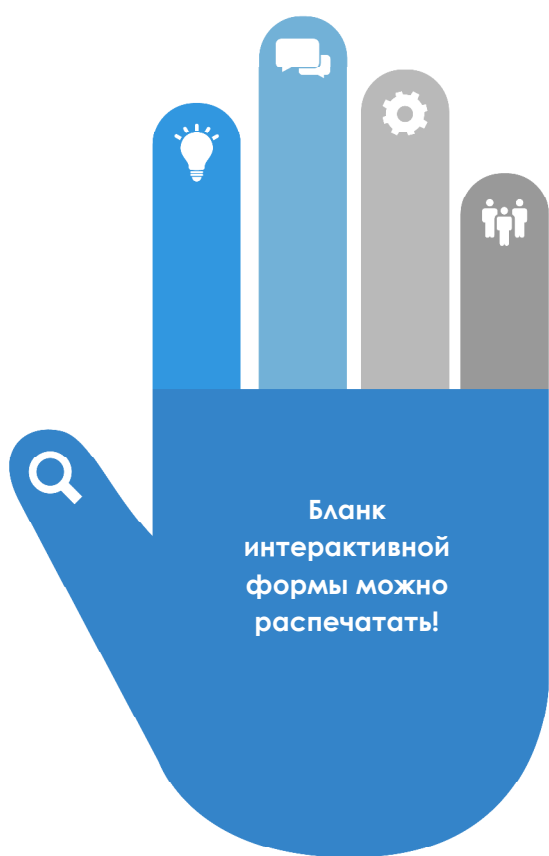 Бланк
интерактивной
формы можно
распечатать!